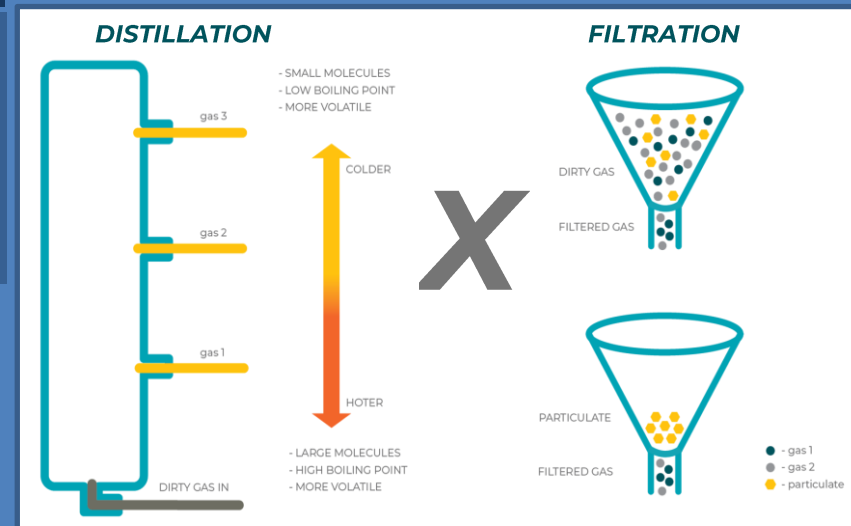 DISTILLATION
- SMALL MOLECULES
- LOW BOILING POINT
- MORE VOLATILE
gas 3
COLDER
gas 2
gas 1
HOTER
- LARGE MOLECULES
- HIGH BOILING POINT
- MORE VOLATILE
DIRTY GAS IN
X
FILTRATION
DIRTY GAS
FILTERED GAS
PARTICULATE
FILTERED GAS
- gas 1
- gas 2
- particulate